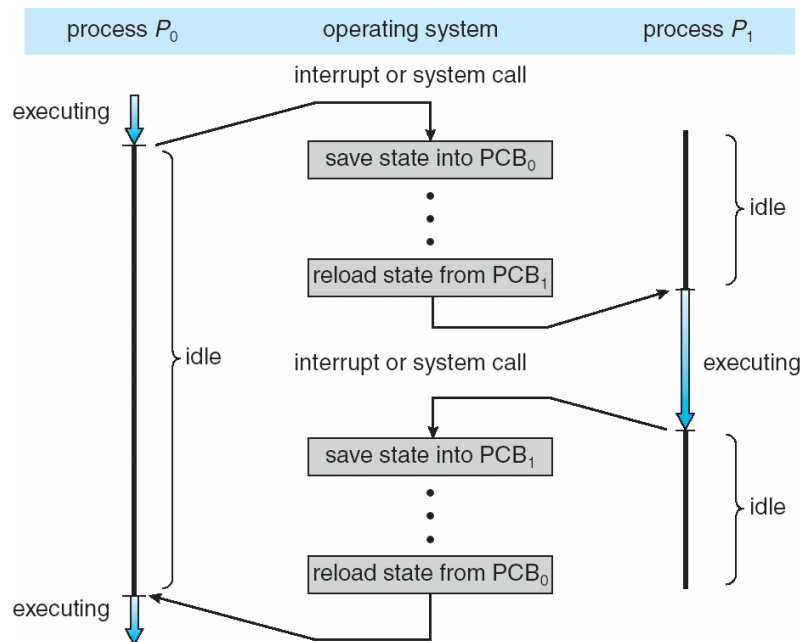 process P0 operating system process P1
interrupt or system call
executing
save state into PCB0
idle
reload state from PCB1
idle
interrupt or system call
executing
save state into PCB1
idle
reload state from PCB0
executing